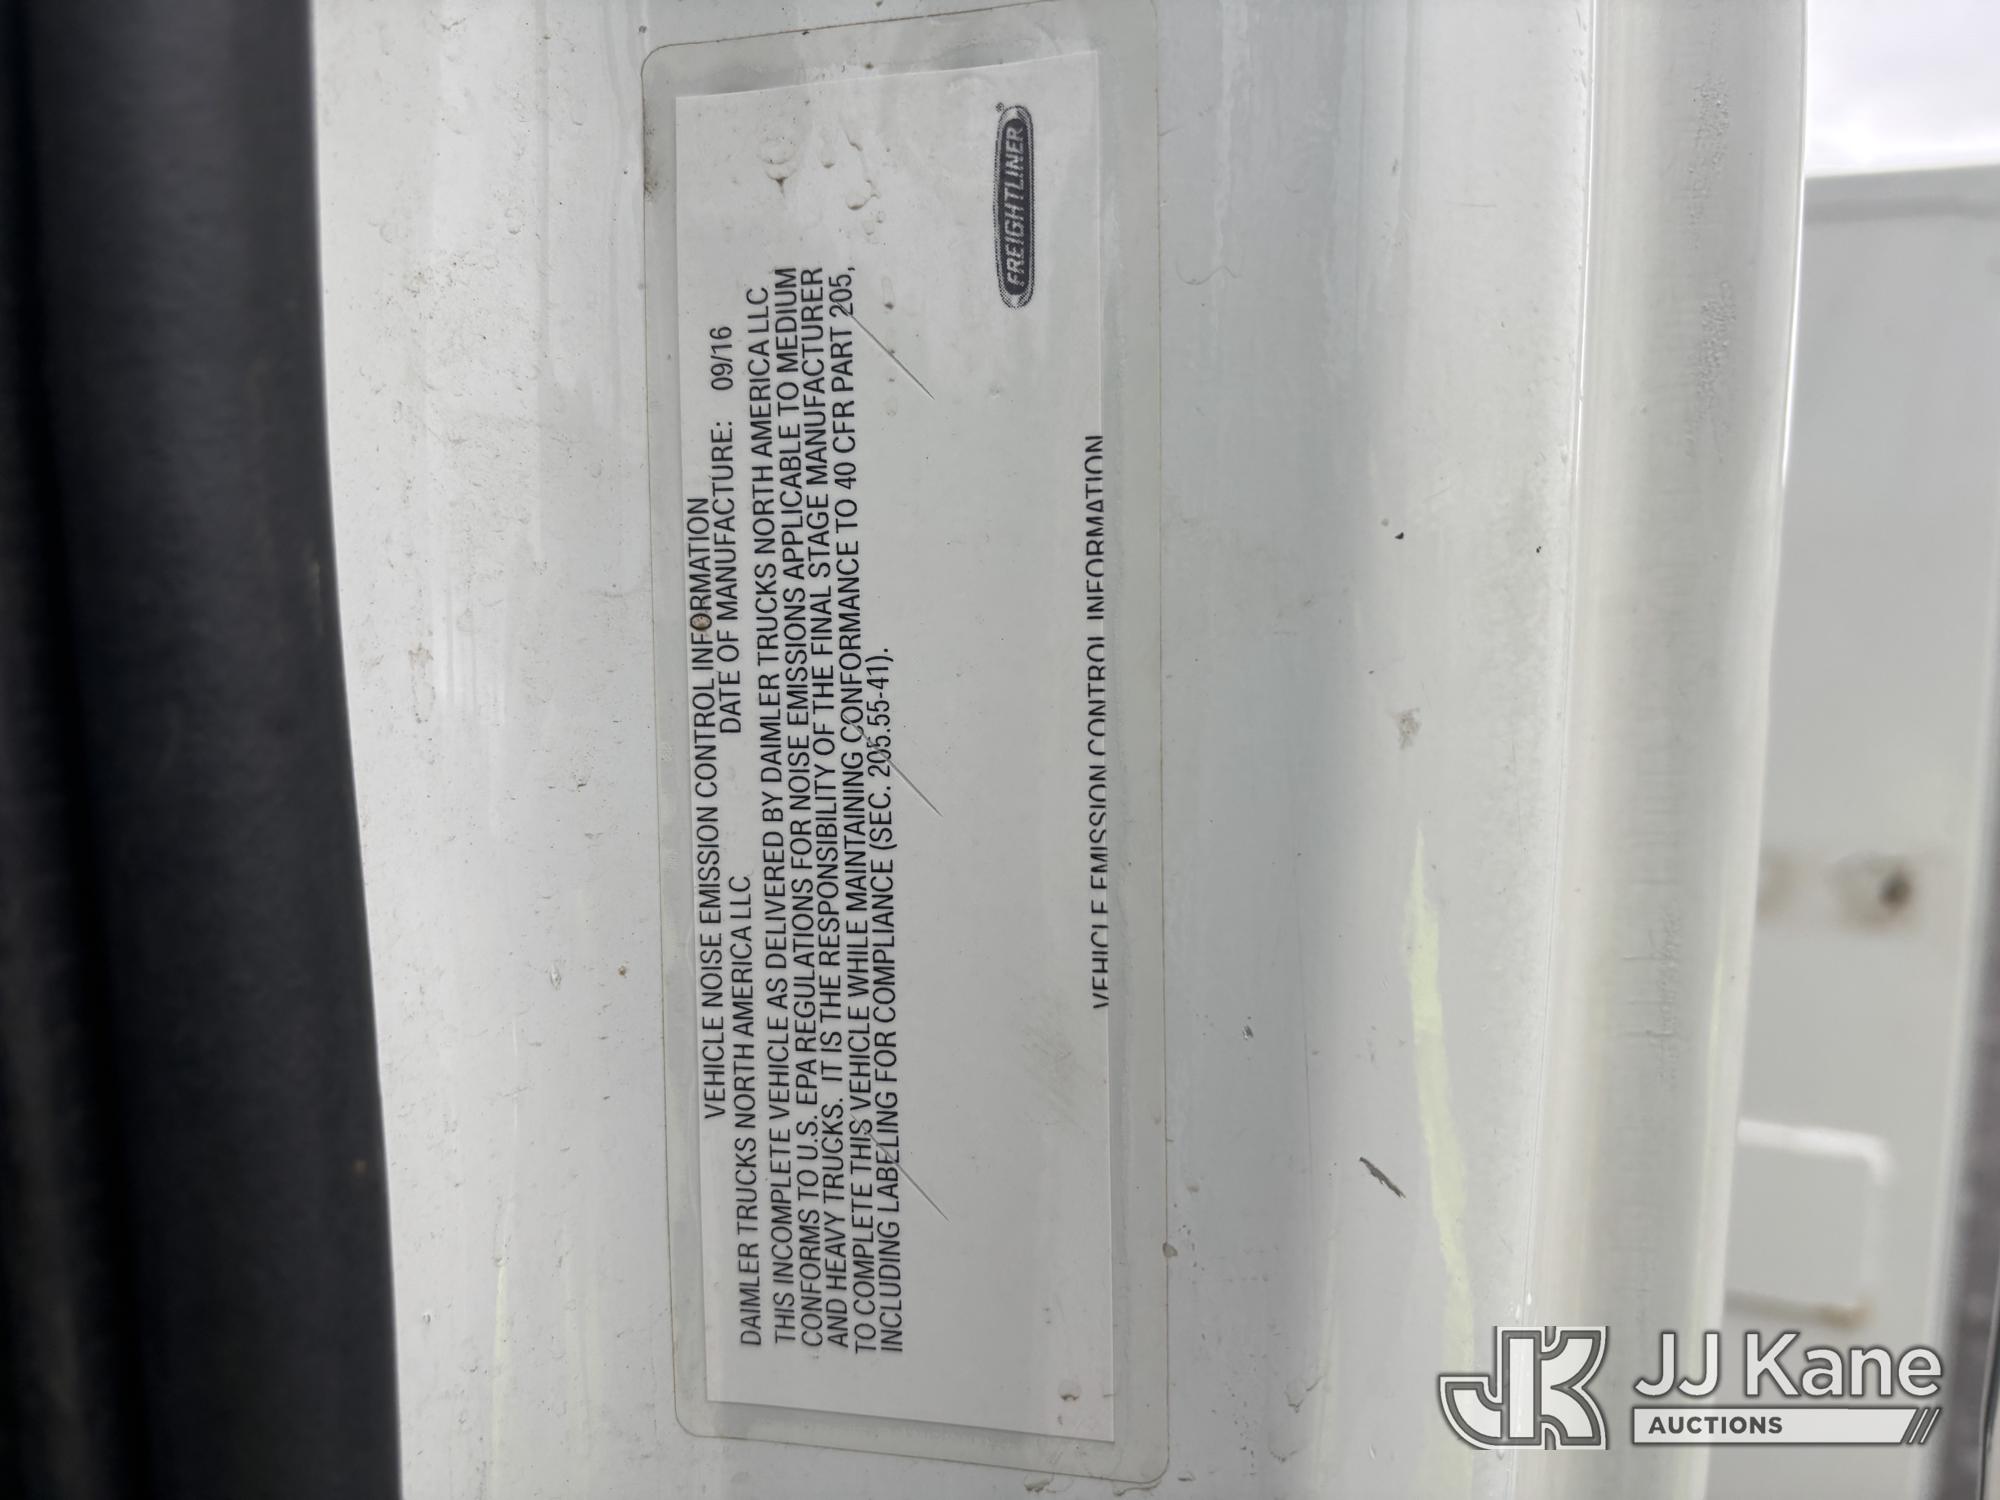 VEHICLE NOISE EMISSION CONTROL INFORMATION
DATE OF MANUFACTURE: 09/16
DAIMLER TRUCKS NORTH AMERICA LLC
THIS INCOMPLETE VEHICLE AS DELIVERED BY DAIMLER TRUCKS NORTH AMERICA LLC
CONFORMS TO U.S. EPA REGULATIONS FOR NOISE EMISSIONS APPLICABLE TO MEDIUM
AND HEAVY TRUCKS. IT IS THE RESPONSIBILITY OF THE FINAL STAGE MANUFACTURER
TO COMPLETE THIS VEHICLE WHILE MAINTAINING CONFORMANCE TO 40 CFR PART 205,
INCLUDING LABELING FOR COMPLIANCE (SEC. 205.55-41).
FREIGHTLINER
VEHICLE EMISSION CONTROL INFORMATION
JK JJ Kane
AUCTIONS